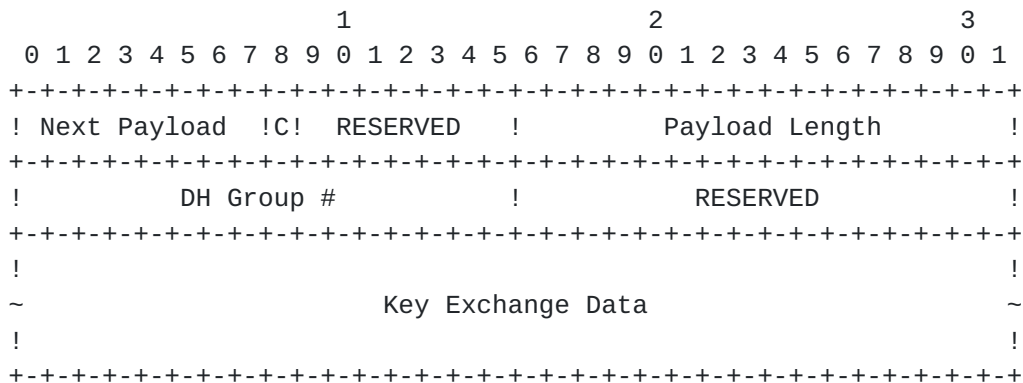 1                   2                   3
 0 1 2 3 4 5 6 7 8 9 0 1 2 3 4 5 6 7 8 9 0 1 2 3 4 5 6 7 8 9 0 1
+-+-+-+-+-+-+-+-+-+-+-+-+-+-+-+-+-+-+-+-+-+-+-+-+-+-+-+-+-+-+-+-+
! Next Payload  !C!  RESERVED   !         Payload Length        !
+-+-+-+-+-+-+-+-+-+-+-+-+-+-+-+-+-+-+-+-+-+-+-+-+-+-+-+-+-+-+-+-+
!          DH Group #           !           RESERVED            !
+-+-+-+-+-+-+-+-+-+-+-+-+-+-+-+-+-+-+-+-+-+-+-+-+-+-+-+-+-+-+-+-+
!                                                               !
~                       Key Exchange Data                       ~
!                                                               !
+-+-+-+-+-+-+-+-+-+-+-+-+-+-+-+-+-+-+-+-+-+-+-+-+-+-+-+-+-+-+-+-+